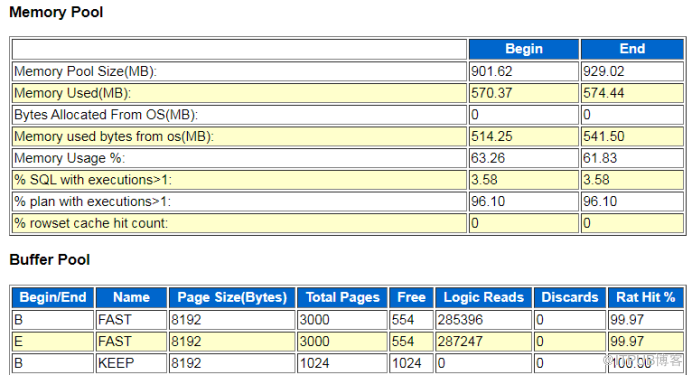 Memory Pool
Begin End
Memory Pool Size(MB): 901.62 929.02
Memory Used(MB): 570.37 574.44
Bytes Allocated From OS(MB): 0 0
Memory used bytes from os(MB): 514.25 541.50
Memory Usage %: 63.26 61.83
% SQL with executions>1: 3.58 3.58
% plan with executions>1: 96.10 96.10
% rowset cache hit count: 0 0
Buffer Pool
Begin/End Name Page Size(Bytes) Total Pages Free Logic Reads Discards Rat Hit %
B FAST 8192 3000 554 285396 0 99.97
E FAST 8192 3000 554 287247 0 99.97
B KEEP 8192 1024 1024 0 0 100.00
@ITPUB博客